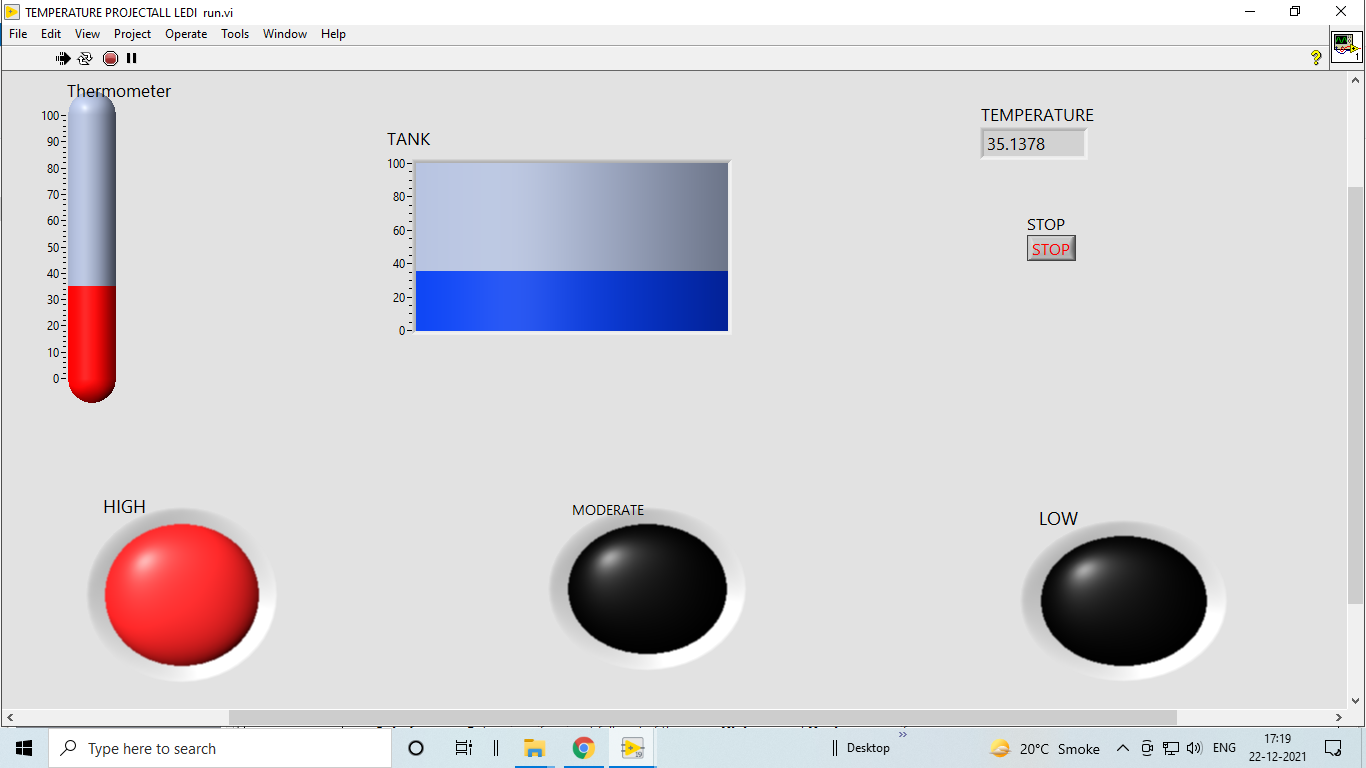 TEMPERATURE PROJECTALL LEDI run.vi
File Edit View Project Operate Tools Window Help
?
1
Thermometer
100
90
80
70
60
50
40
30
20
10
0
TANK
100
80
60
40
20
0
TEMPERATURE
35.1378
STOP
STOP
HIGH
MODERATE
LOW
Type here to search
Desktop
20°C Smoke
ENG
17:19
22-12-2021